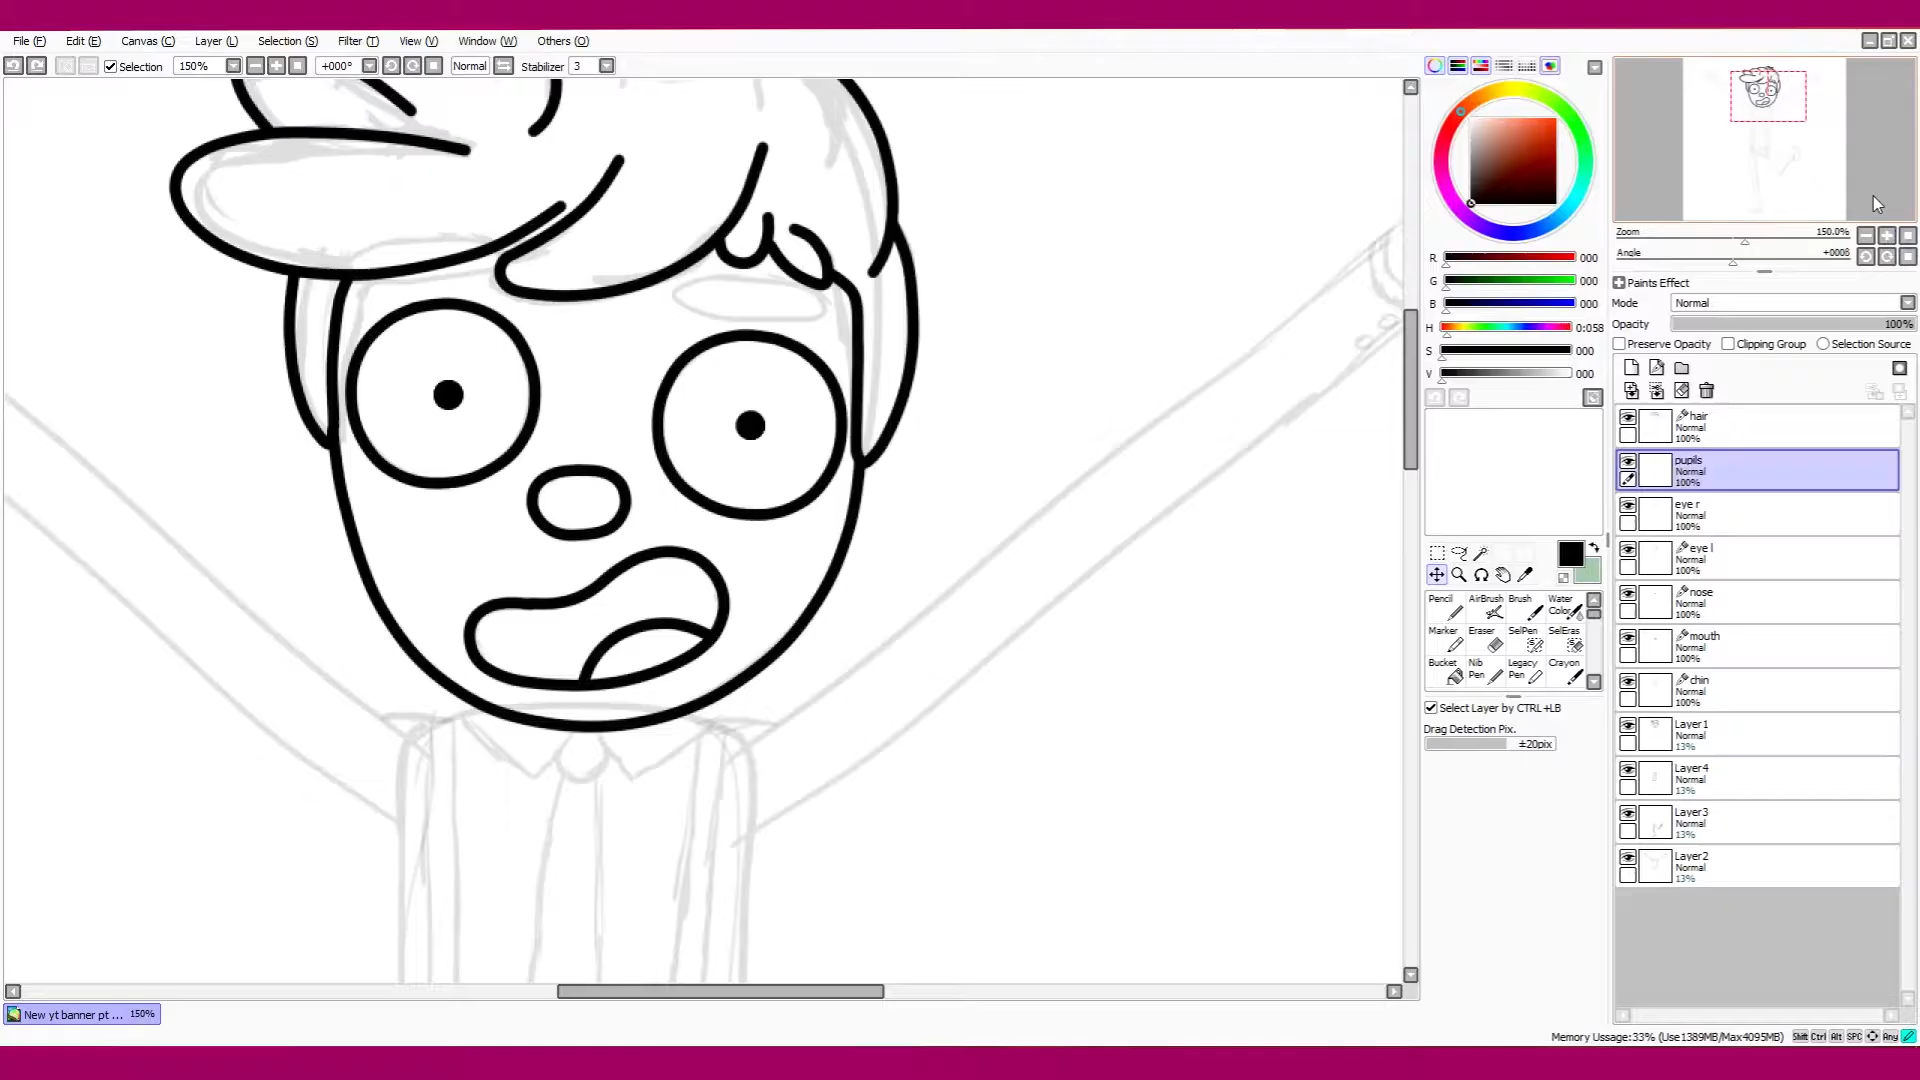 File (F) Edit (E) Canvas (C) Layer (L) Selection (S) Filter (T) View (V) Window (W) Others (O)
Selection 150% +000° Normal Stabilizer 3
Zoom 150.0%
Angle
R 000
G 000
B 000
H 0:058
S 000
V 000
Paints Effect
Mode Normal
Opacity 100%
Preserve Opacity Clipping Group Selection Source
hair
Normal
100%
pupils
Normal
100%
eye r
Normal
100%
eye l
Normal
100%
nose
Normal
100%
mouth
Normal
100%
chin
Normal
100%
Layer1
Normal
13%
Layer4
Normal
13%
Layer3
Normal
13%
Layer2
Normal
13%
Pencil AirBrush Brush Water
Color
Marker Eraser SelPen SelEras
Bucket Nib Legacy Crayon
Pen Pen
Select Layer by CTRL+LB
Drag Detection Pix.
±20pix
New yt banner pt ... 150%
Memory Ussage:33% (Use1389MB/Max4095MB) Shift Ctrl Alt SPC Any